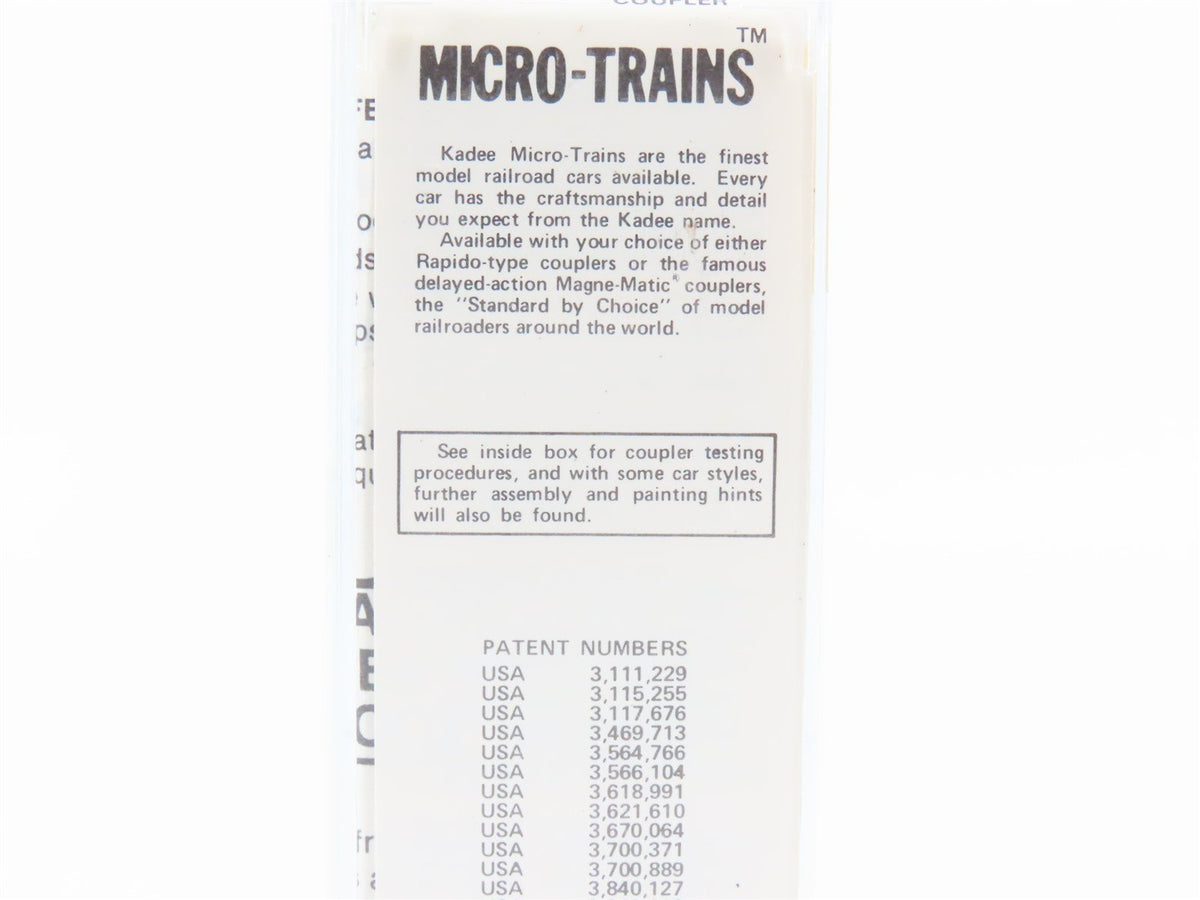 COUPLER
TM
MICRO-TRAINS
Kadee Micro-Trains are the finest
model railroad cars available. Every
car has the craftsmanship and detail
you expect from the Kadee name.
Available with your choice of either
Rapido-type couplers or the famous
delayed-action Magne-Matic® couplers,
the "Standard by Choice" of model
railroaders around the world.
See inside box for coupler testing
procedures, and with some car styles,
further assembly and painting hints
will also be found.
PATENT NUMBERS
USA 3,111,229
USA 3,115,255
USA 3,117,676
USA 3,469,713
USA 3,564,766
USA 3,566,104
USA 3,618,991
USA 3,621,610
USA 3,670,064
USA 3,700,371
USA 3,700,889
USA 3,840,127